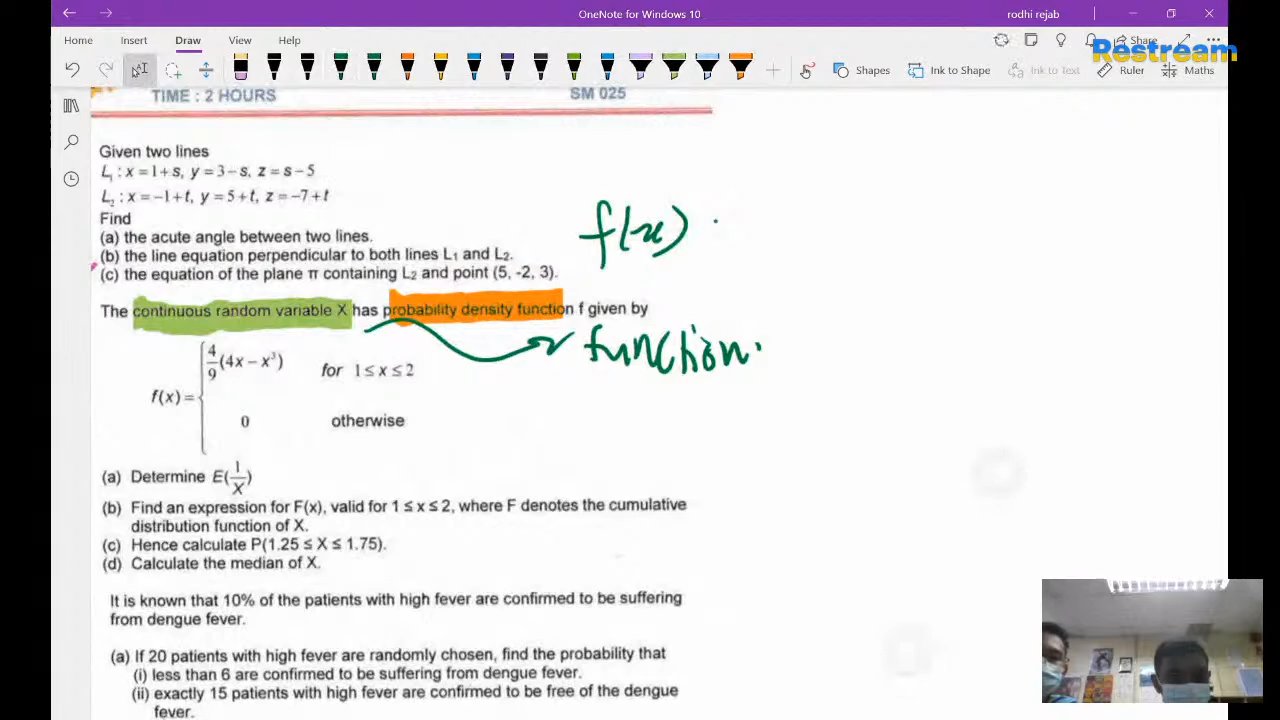 OneNote for Windows 10
rodhi rejab
Home Insert Draw View Help
Share
Restream
Shapes Ink to Shape Ink to Text Ruler Maths
TIME : 2 HOURS SM 025
Given two lines
L₁ : x = 1 + s, y = 3 – s, z = s – 5
L₂ : x = –1 + t, y = 5 + t, z = –7 + t
Find
(a) the acute angle between two lines.
(b) the line equation perpendicular to both lines L₁ and L₂.
(c) the equation of the plane π containing L₂ and point (5, -2, 3).
f(x)
The continuous random variable X has probability density function f given by
function.
f(x) = { 4/9 (4x – x³) for 1 ≤ x ≤ 2
0 otherwise
(a) Determine E(1/X)
(b) Find an expression for F(x), valid for 1 ≤ x ≤ 2, where F denotes the cumulative
distribution function of X.
(c) Hence calculate P(1.25 ≤ X ≤ 1.75).
(d) Calculate the median of X.
It is known that 10% of the patients with high fever are confirmed to be suffering
from dengue fever.
(a) If 20 patients with high fever are randomly chosen, find the probability that
(i) less than 6 are confirmed to be suffering from dengue fever.
(ii) exactly 15 patients with high fever are confirmed to be free of the dengue
fever.